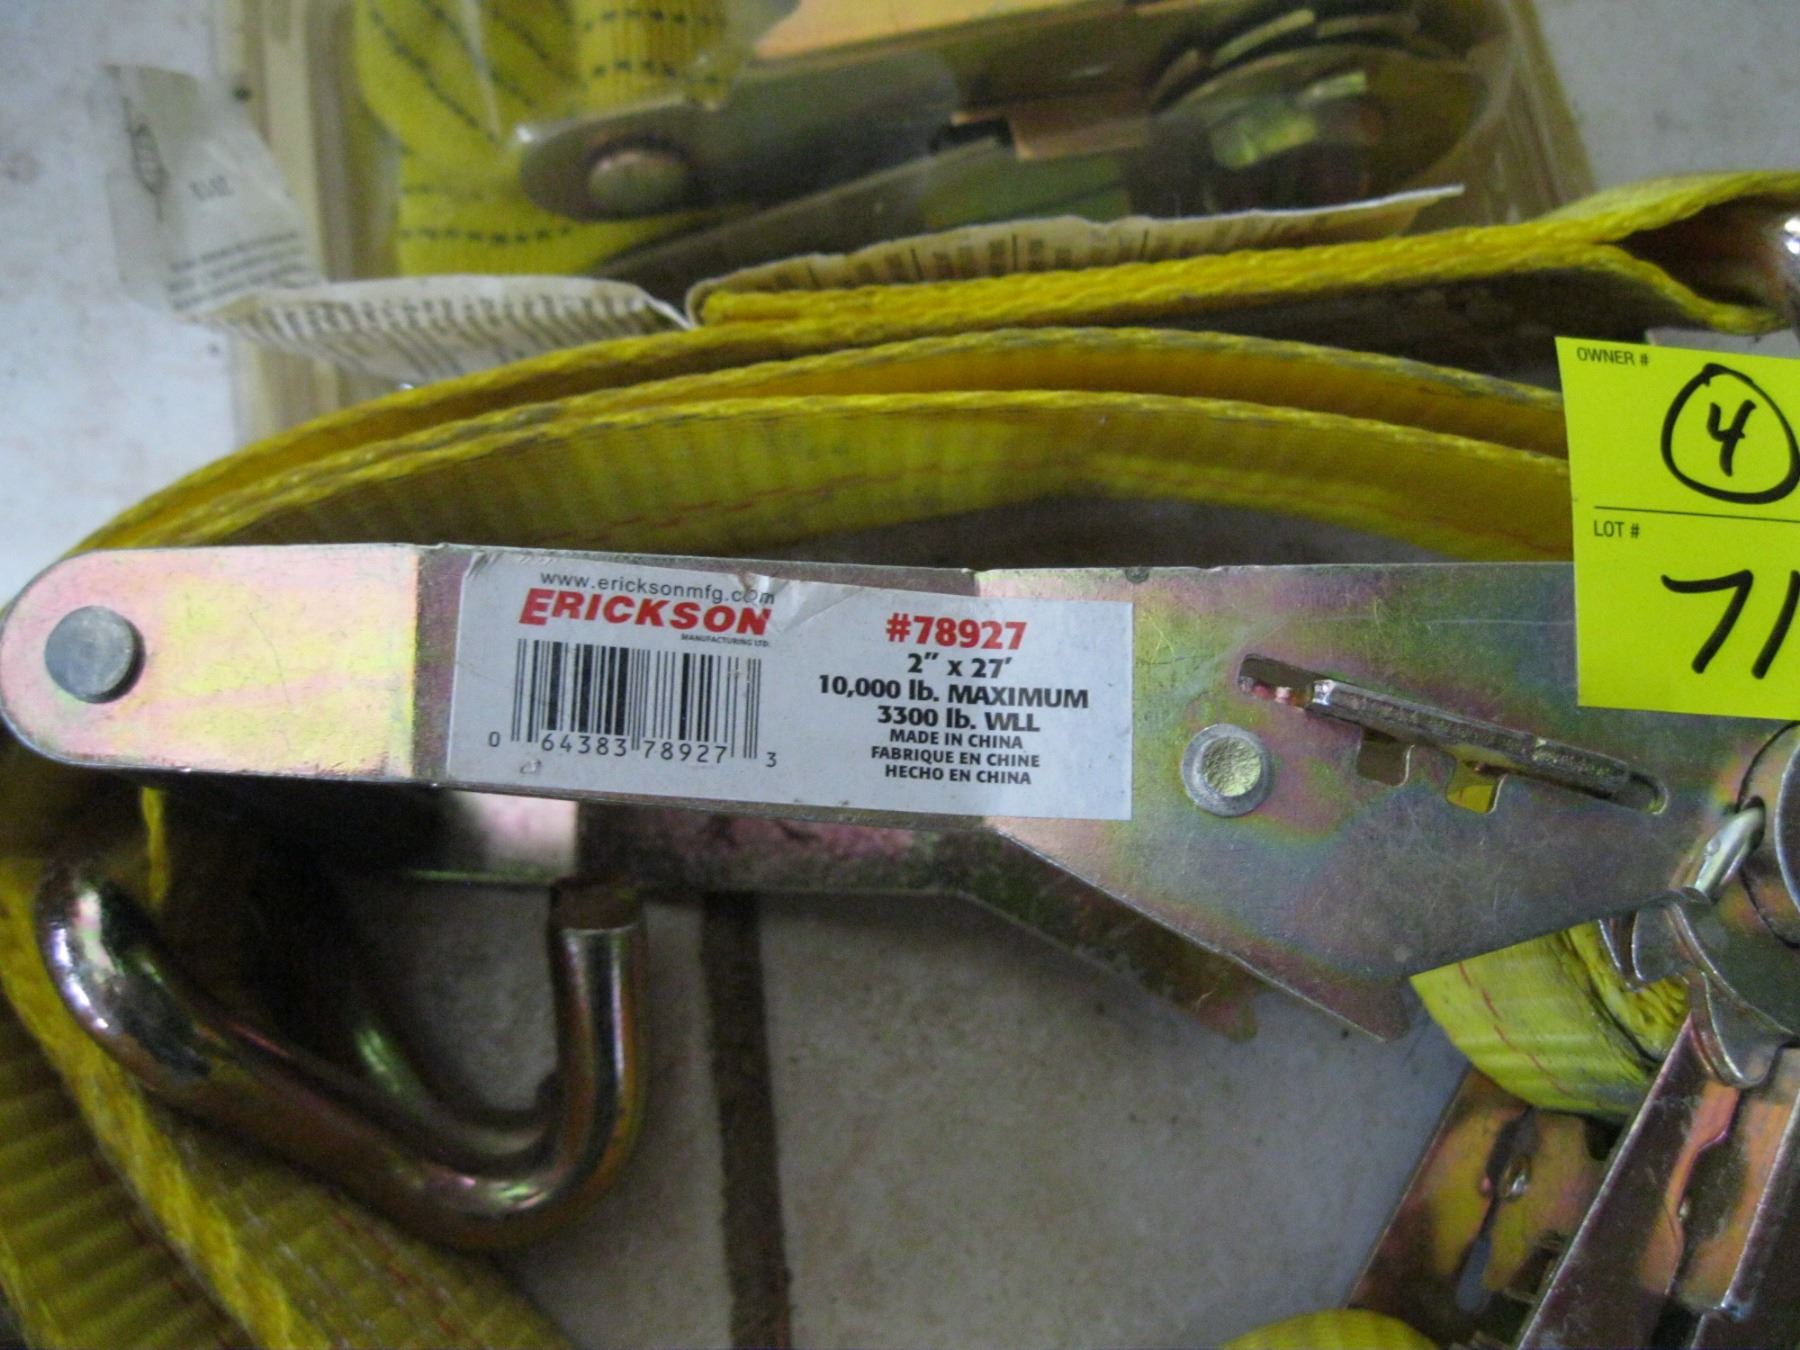 OWNER #
4
LOT #
71
www.ericksonmfg.com
ERICKSON
MANUFACTURING LTD.
0 64383 78927 3
#78927
2" x 27'
10,000 lb. MAXIMUM
3300 lb. WLL
MADE IN CHINA
FABRIQUE EN CHINE
HECHO EN CHINA